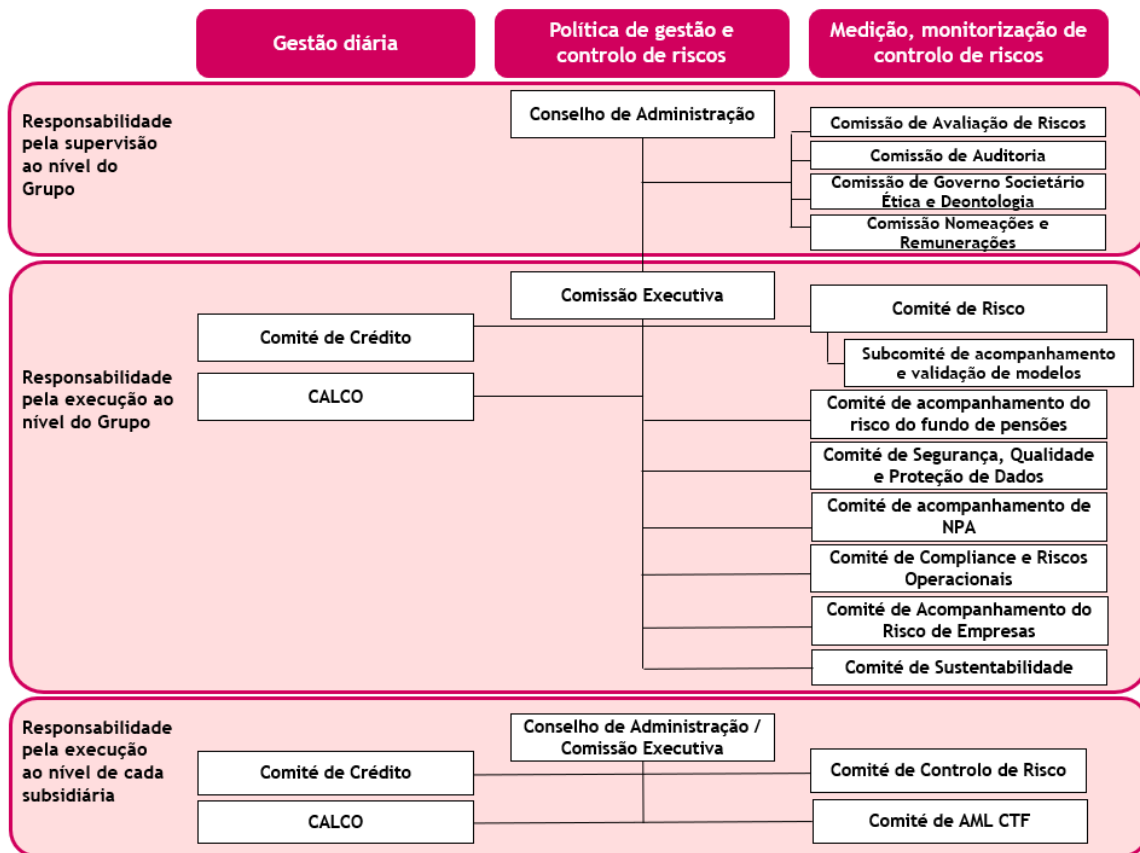 Gestão diária
Política de gestão e
controlo de riscos
Medição, monitorização de
controlo de riscos
Responsabilidade
pela supervisão
ao nível do
Grupo
Conselho de Administração
Comissão de Avaliação de Riscos
Comissão de Auditoria
Comissão de Governo Societário
Ética e Deontologia
Comissão Nomeações e
Remunerações
Responsabilidade
pela execução ao
nível do Grupo
Comissão Executiva
Comité de Crédito
CALCO
Comité de Risco
Subcomité de acompanhamento
e validação de modelos
Comité de acompanhamento do
risco do fundo de pensões
Comité de Segurança, Qualidade
e Proteção de Dados
Comité de acompanhamento de
NPA
Comité de Compliance e Riscos
Operacionais
Comité de Acompanhamento do
Risco de Empresas
Comité de Sustentabilidade
Responsabilidade
pela execução
ao nível de cada
subsidiária
Conselho de Administração /
Comissão Executiva
Comité de Crédito
CALCO
Comité de Controlo de Risco
Comité de AML CTF